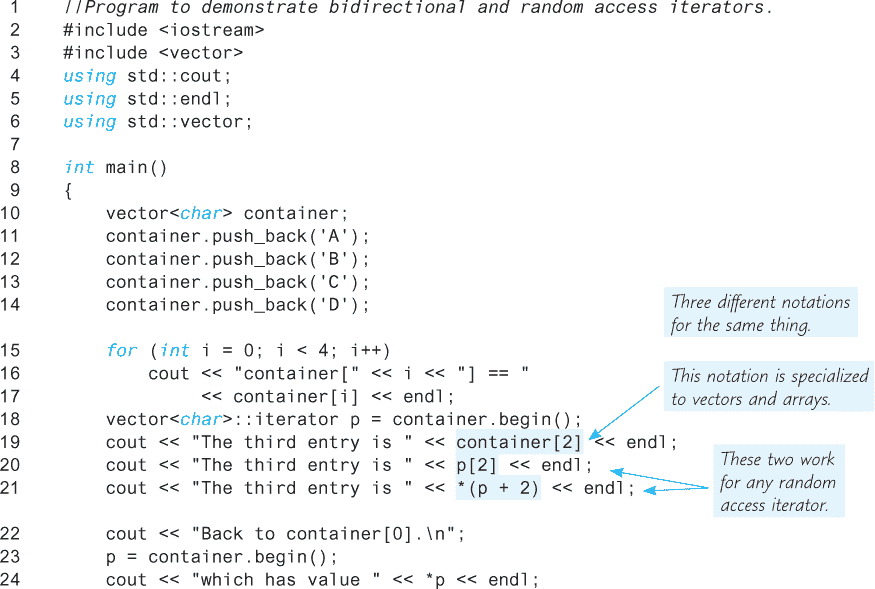 1 //Program to demonstrate bidirectional and random access iterators.
2 #include <iostream>
3 #include <vector>
4 using std::cout;
5 using std::endl;
6 using std::vector;
7
8 int main()
9 {
10 vector<char> container;
11 container.push_back('A');
12 container.push_back('B');
13 container.push_back('C');
14 container.push_back('D');
Three different notations
for the same thing.
15 for (int i = 0; i < 4; i++)
16 cout << "container[" << i << "] == "
17 << container[i] << endl;
This notation is specialized
to vectors and arrays.
18 vector<char>::iterator p = container.begin();
19 cout << "The third entry is " << container[2] << endl;
20 cout << "The third entry is " << p[2] << endl;
21 cout << "The third entry is " << *(p + 2) << endl;
These two work
for any random
access iterator.
22 cout << "Back to container[0].\n";
23 p = container.begin();
24 cout << "which has value " << *p << endl;